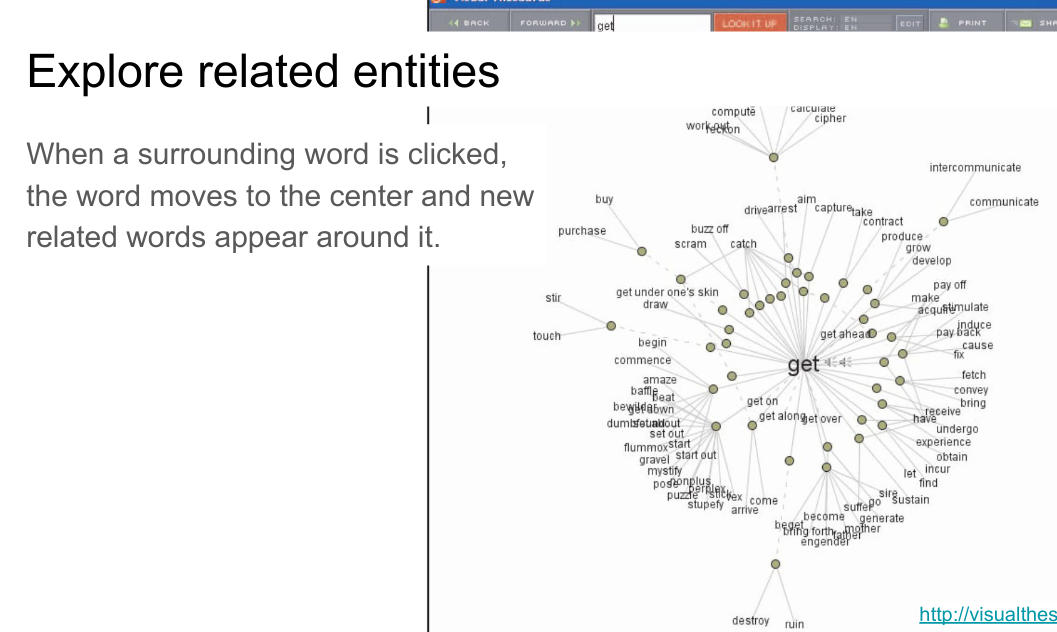 BACK
FORWARD
get
LOOK IT UP
SEARCH: EN
DISPLAY: EN
EDIT
PRINT
Explore related entities
When a surrounding word is clicked,
the word moves to the center and new
related words appear around it.
compute
calculate
cipher
work out
reckon
intercommunicate
communicate
buy
purchase
aim
drive
arrest
capture
take
contract
buzz off
scram
catch
produce
grow
develop
stir
touch
get under one's skin
draw
pay off
make
stimulate
acquire
induce
pay back
get ahead
cause
fix
begin
commence
get
fetch
convey
bring
amaze
baffle
beat
bewilder
get down
get on
get along
get over
receive
have
undergo
experience
dumbfound
set about
set out
start
flummox
start out
gravel
mystify
obtain
incur
let
find
nonplus
pose
perplex
puzzle
stick
vex
stupefy
come
arrive
sire
go
sustain
suffer
generate
become
beget
mother
bring forth
father
engender
destroy
ruin
http://visualthes